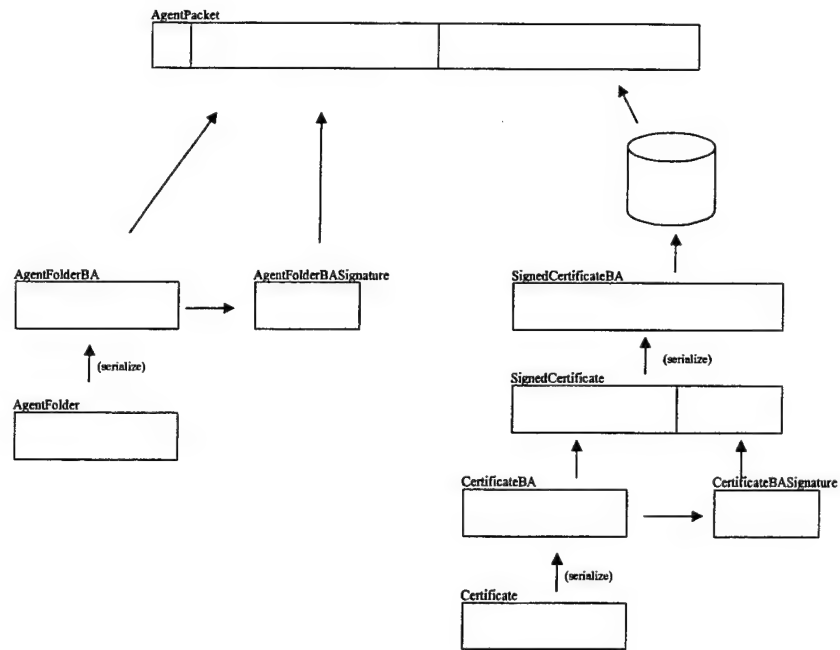 AgentPacket
AgentFolderBA
AgentFolderBASignature
SignedCertificateBA
(serialize)
(serialize)
AgentFolder
SignedCertificate
CertificateBA
CertificateBASignature
(serialize)
Certificate